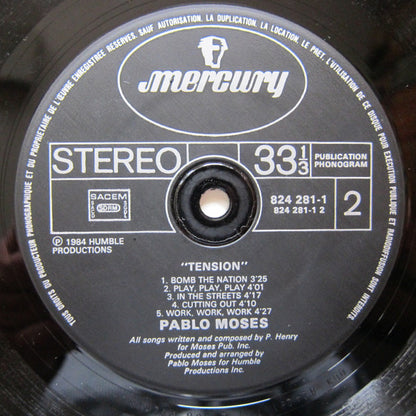 TOUS DROITS DU PRODUCTEUR PHONOGRAPHIQUE ET DU PROPRIETAIRE DE L'ŒUVRE ENREGISTREE RESERVES. SAUF AUTORISATION, LA DUPLICATION, LA LOCATION, LE PRET, L'UTILISATION DE CE DISQUE POUR EXECUTION PUBLIQUE ET RADIODIFFUSION SONT INTERDITS.
mercury
STEREO
33 1/3
PUBLICATION
PHONOGRAM
SACEM
824 281-1
824 281-1 2
2
℗ 1984 HUMBLE
PRODUCTIONS
"TENSION"
1. BOMB THE NATION 3'25
2. PLAY, PLAY, PLAY 4'01
3. IN THE STREETS 4'17
4. CUTTING OUT 4'10
5. WORK, WORK, WORK 4'27
PABLO MOSES
All songs written and composed by P. Henry
for Moses Pub. Inc.
Produced and arranged by
Pablo Moses for Humble
Productions Inc.